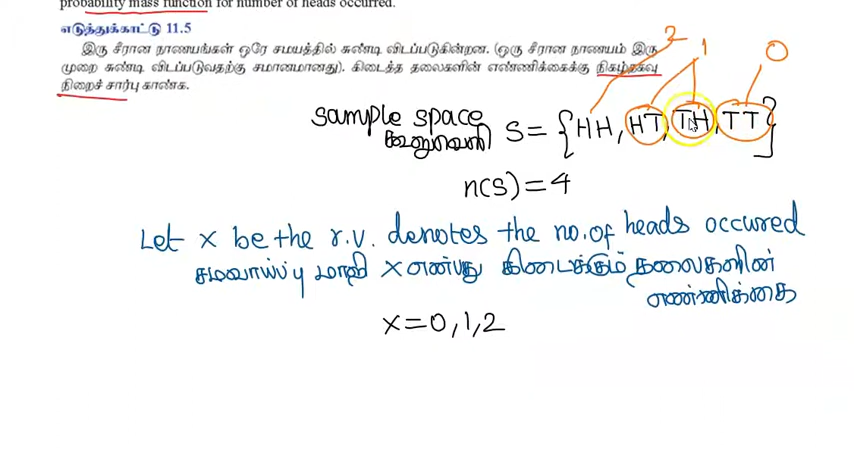 probability mass function for number of heads occurred.
எடுத்துக்காட்டு 11.5
இரு சீரான நாணயங்கள் ஒரே சமயத்தில் சுண்டி விடப்படுகின்றன. (ஒரு சீரான நாணயம் இரு
முறை சுண்டி விடப்படுவதற்கு சமானமானது). கிடைத்த தலைகளின் எண்ணிக்கைக்கு நிகழ்தகவு
நிறைச் சார்பு காண்க.
2 1 0
Sample space
கூறுவெளி S = {HH, HT, TH, TT}
n(S) = 4
Let X be the r.v. denotes the no. of heads occured
சமவாய்ப்பு மாறி X என்பது கிடைக்கும் தலைகளின்
எண்ணிக்கை
X = 0, 1, 2